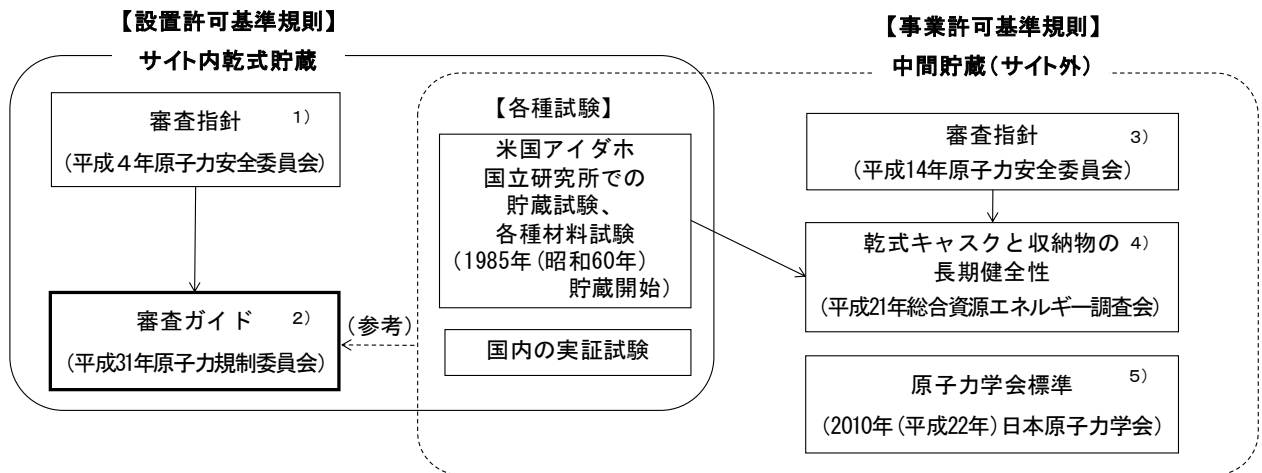 【設置許可基準規則】
サイト内乾式貯蔵
審査指針 1)
(平成4年原子力安全委員会)
審査ガイド 2)
(平成31年原子力規制委員会)
(参考)
【各種試験】
米国アイダホ
国立研究所での
貯蔵試験、
各種材料試験
(1985年(昭和60年)
貯蔵開始)
国内の実証試験
【事業許可基準規則】
中間貯蔵(サイト外)
審査指針 3)
(平成14年原子力安全委員会)
乾式キャスクと収納物の 4)
長期健全性
(平成21年総合資源エネルギー調査会)
原子力学会標準 5)
(2010年(平成22年)日本原子力学会)